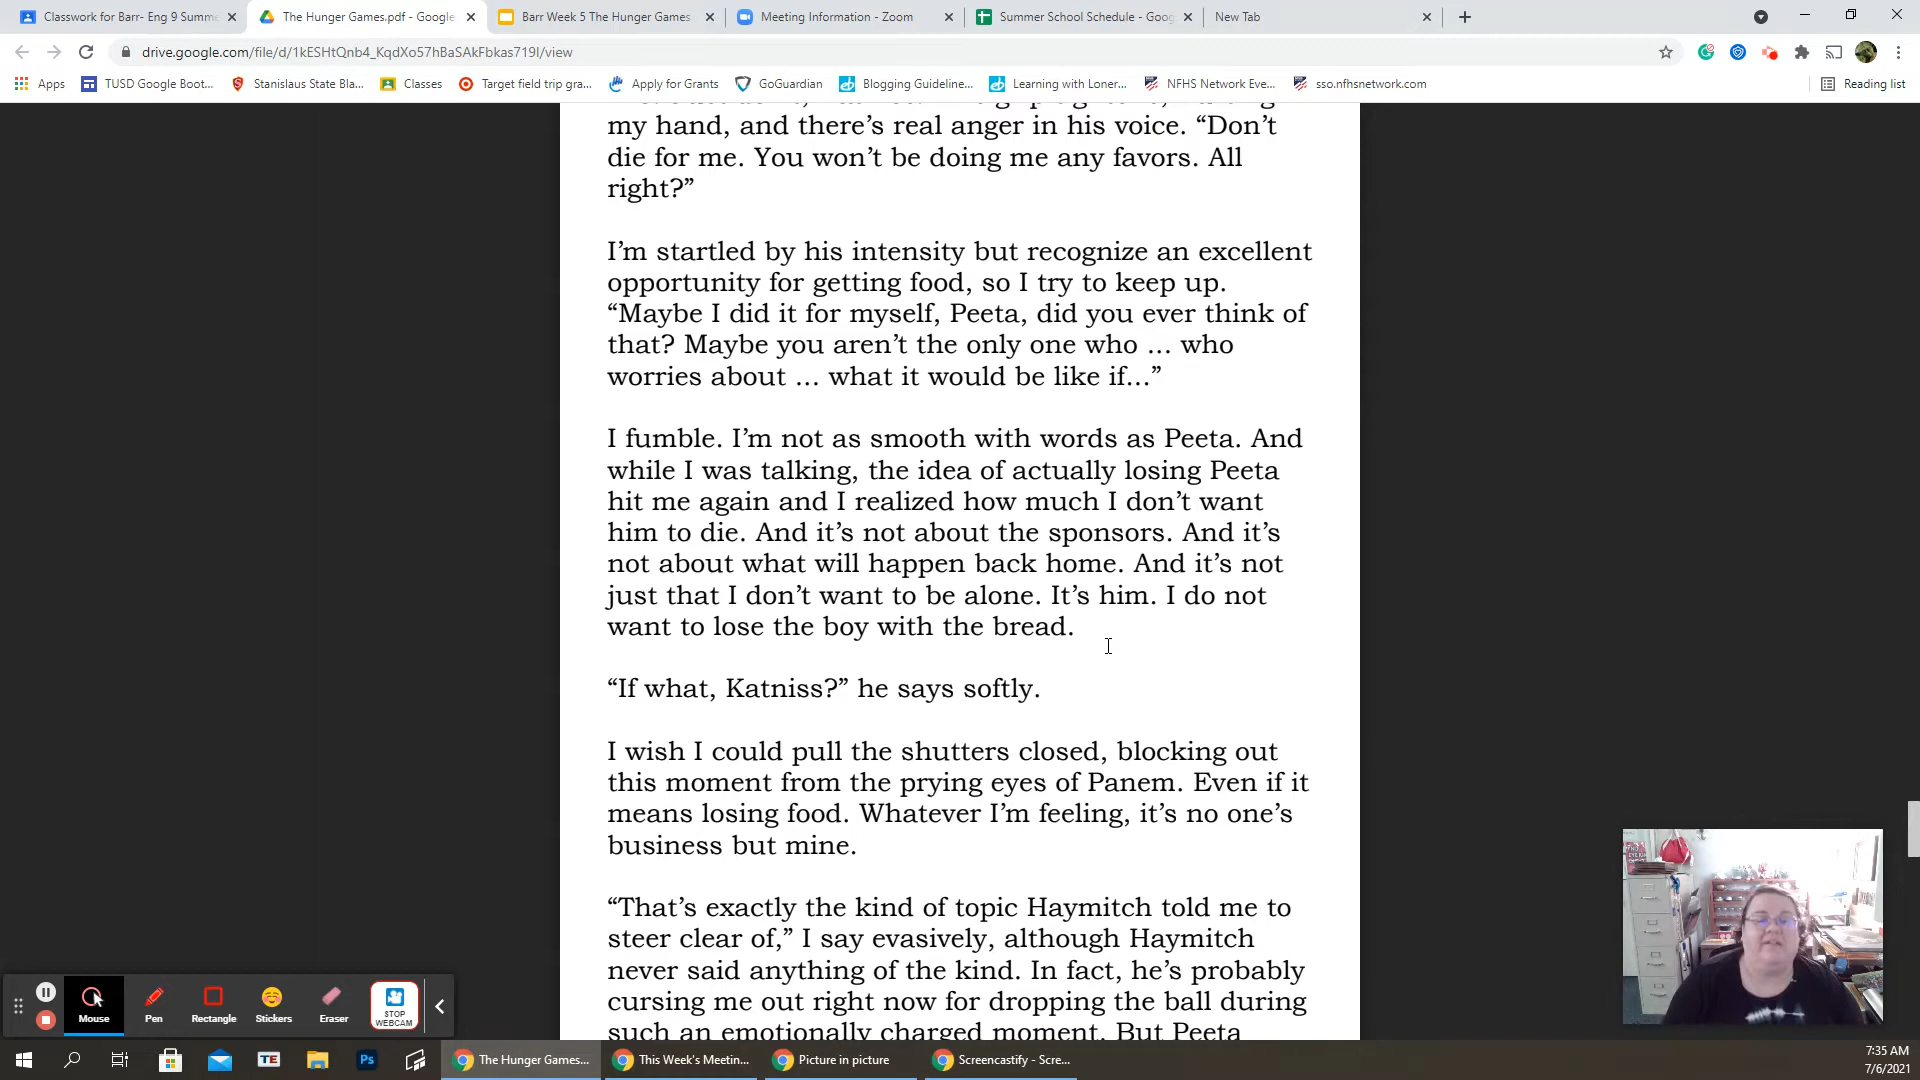 Classwork for Barr- Eng 9 Summe
The Hunger Games.pdf - Google
Barr Week 5 The Hunger Games
Meeting Information - Zoom
Summer School Schedule - Goog
New Tab
drive.google.com/file/d/1kESHtQnb4_KqdXo57hBaSAkFbkas719I/view
Apps
TUSD Google Boot...
Stanislaus State Bla...
Classes
Target field trip gra...
Apply for Grants
GoGuardian
Blogging Guideline...
Learning with Loner...
NFHS Network Eve...
sso.nfhsnetwork.com
Reading list
my hand, and there’s real anger in his voice. “Don’t
die for me. You won’t be doing me any favors. All
right?”
I’m startled by his intensity but recognize an excellent
opportunity for getting food, so I try to keep up.
“Maybe I did it for myself, Peeta, did you ever think of
that? Maybe you aren’t the only one who ... who
worries about ... what it would be like if...”
I fumble. I’m not as smooth with words as Peeta. And
while I was talking, the idea of actually losing Peeta
hit me again and I realized how much I don’t want
him to die. And it’s not about the sponsors. And it’s
not about what will happen back home. And it’s not
just that I don’t want to be alone. It’s him. I do not
want to lose the boy with the bread.
“If what, Katniss?” he says softly.
I wish I could pull the shutters closed, blocking out
this moment from the prying eyes of Panem. Even if it
means losing food. Whatever I’m feeling, it’s no one’s
business but mine.
“That’s exactly the kind of topic Haymitch told me to
steer clear of,” I say evasively, although Haymitch
never said anything of the kind. In fact, he’s probably
cursing me out right now for dropping the ball during
such an emotionally charged moment. But Peeta
Mouse
Pen
Rectangle
Stickers
Eraser
STOP
WEBCAM
TE
Ps
The Hunger Games...
This Week's Meetin...
Picture in picture
Screencastify - Scre...
7:35 AM
7/6/2021